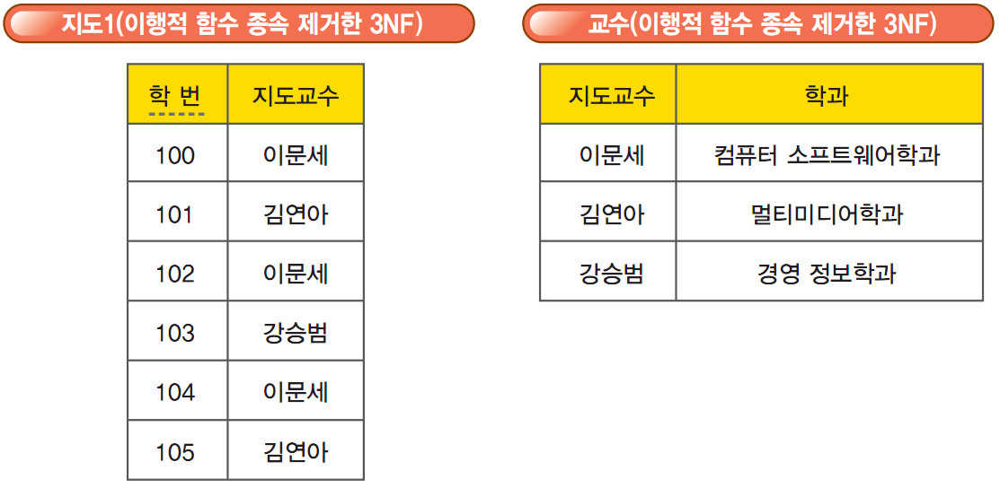 지도1(이행적 함수 종속 제거한 3NF)
학 번 지도교수
100 이문세
101 김연아
102 이문세
103 강승범
104 이문세
105 김연아
교수(이행적 함수 종속 제거한 3NF)
지도교수 학과
이문세 컴퓨터 소프트웨어학과
김연아 멀티미디어학과
강승범 경영 정보학과